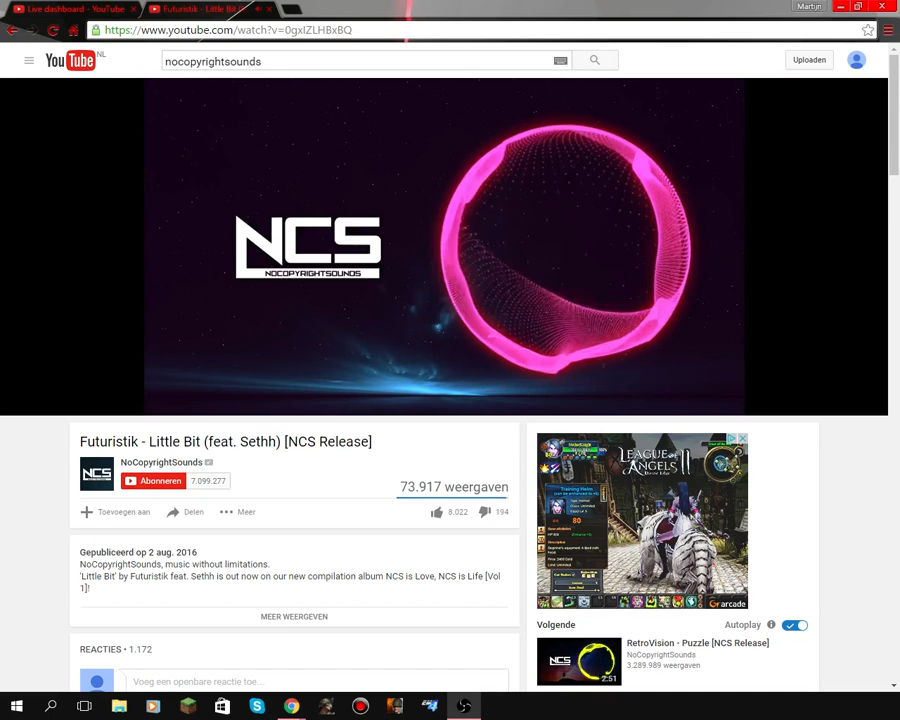 Live dashboard - YouTube
Futuristik - Little Bit
Martijn
https://www.youtube.com/watch?v=0gxIZLHBxBQ
YouTube NL
nocopyrightsounds
Uploaden
NCS
NOCOPYRIGHTSOUNDS
Futuristik - Little Bit (feat. Sethh) [NCS Release]
NCS
NoCopyrightSounds
Abonneren 7.099.277
73.917 weergaven
Toevoegen aan Delen Meer 8.022 194
Gepubliceerd op 2 aug. 2016
NoCopyrightSounds, music without limitations.
'Little Bit' by Futuristik feat. Sethh is out now on our new compilation album NCS is Love, NCS is Life [Vol
1]!
MEER WEERGEVEN
REACTIES • 1.172
Voeg een openbare reactie toe...
LEAGUE OF
ANGELS II
Training Helm
80
arcade
Volgende
Autoplay
NCS
2:51
RetroVision - Puzzle [NCS Release]
NoCopyrightSounds
3.289.989 weergaven